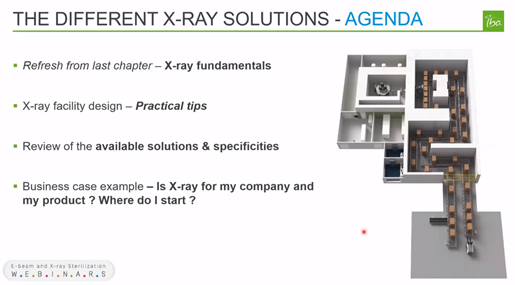 THE DIFFERENT X-RAY SOLUTIONS - AGENDA
iba
Refresh from last chapter – X-ray fundamentals
X-ray facility design – Practical tips
Review of the available solutions & specificities
Business case example – Is X-ray for my company and
my product ? Where do I start ?
E-beam and X-ray Sterilization
W.E.B.I.N.A.R.S